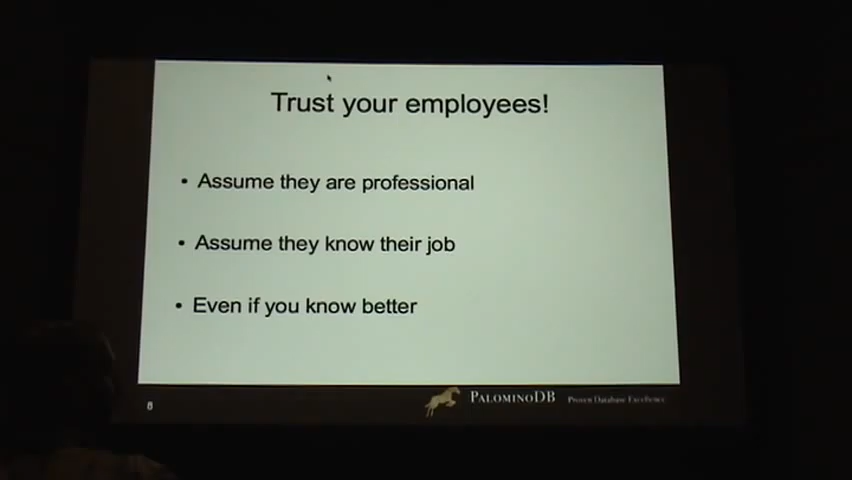 Trust your employees!
• Assume they are professional
• Assume they know their job
• Even if you know better
8
PALOMINODB
Proven Database Excellence